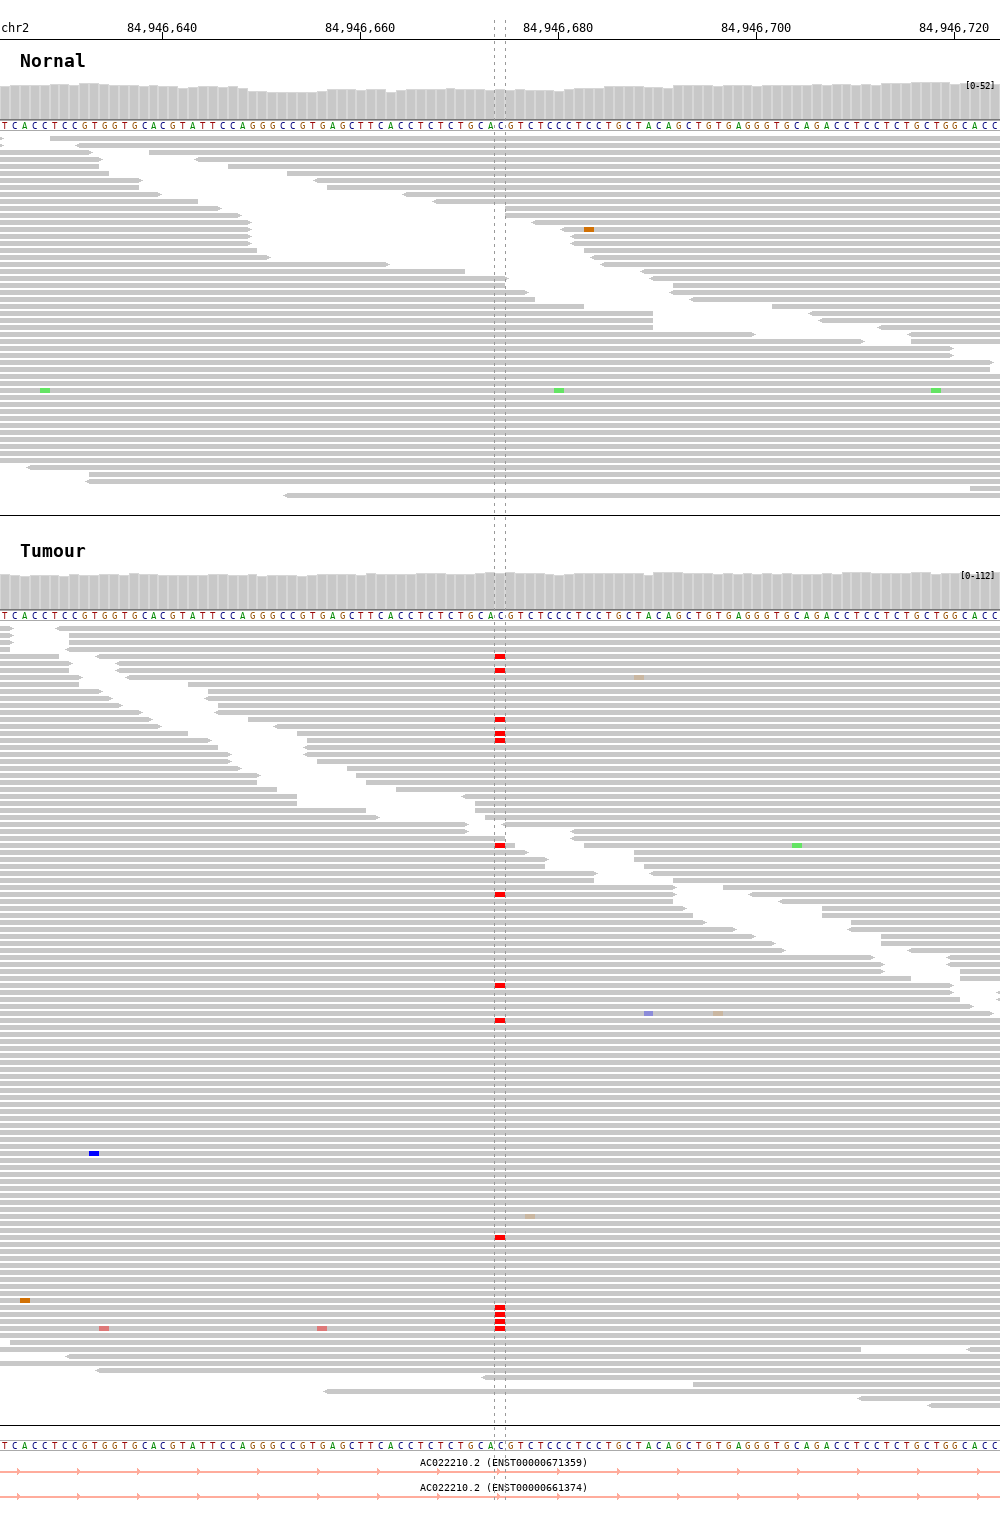 chr2 84,946,640 84,946,660 84,946,680 84,946,700 84,946,720
Nornal
[0-52]
TCACCTCCGTGGTGCACGTATTCCAGGGCCGTGAGCTTCACCTCTCTGCACGTCTCCCTCCTGCTACAGCTGTGAGGGTGCAGACCTCCTCTGCTGGCACC
Tumour
[0-112]
TCACCTCCGTGGTGCACGTATTCCAGGGCCGTGAGCTTCACCTCTCTGCACGTCTCCCTCCTGCTACAGCTGTGAGGGTGCAGACCTCCTCTGCTGGCACC
TCACCTCCGTGGTGCACGTATTCCAGGGCCGTGAGCTTCACCTCTCTGCACGTCTCCCTCCTGCTACAGCTGTGAGGGTGCAGACCTCCTCTGCTGGCACC
AC022210.2 (ENST00000671359)
AC022210.2 (ENST00000661374)